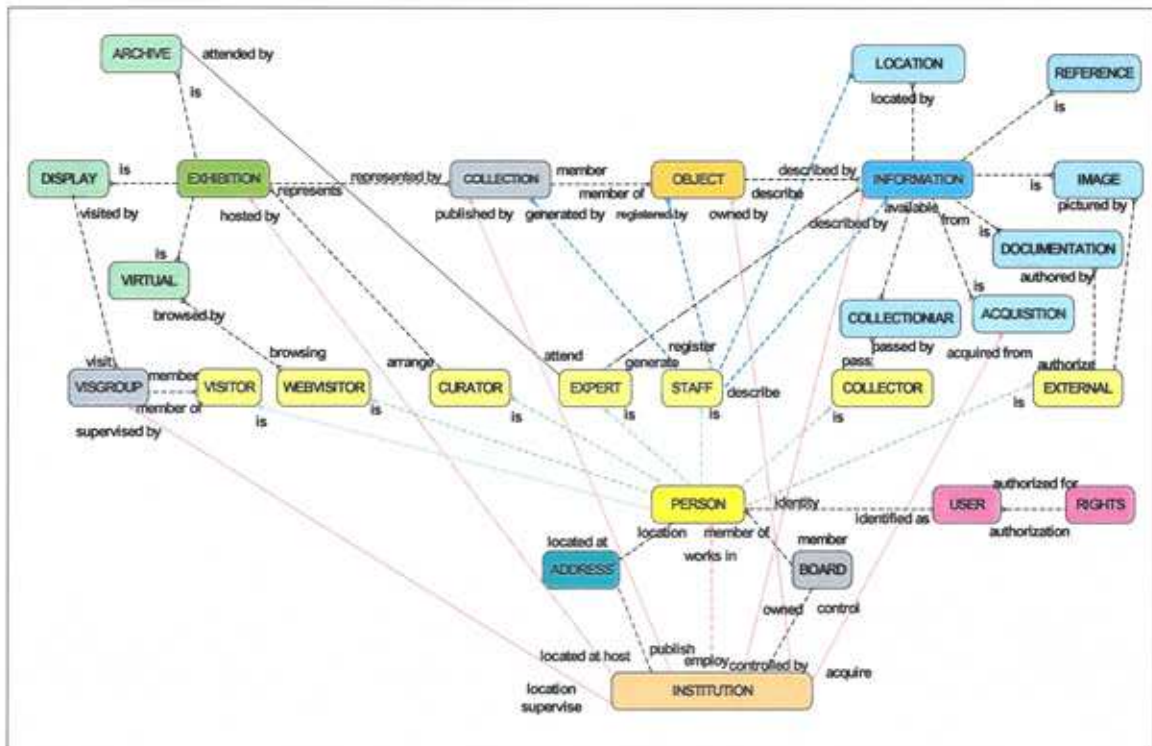 ARCHIVE
attended by
LOCATION
REFERENCE
is
located by
is
DISPLAY
is
EXHIBITION
represents
represented by
COLLECTION
member
member of
OBJECT
described by
describe
INFORMATION
is
IMAGE
visited by
hosted by
published by
generated by
registered by
owned by
described by
available
from
is
pictured by
DOCUMENTATION
authored by
is
VIRTUAL
browsed by
is
COLLECTIONIAR
ACQUISITION
passed by
acquired from
browsing
arrange
attend
generate
register
pass
authorize
visit
VISGROUP
member
member of
VISITOR
WEBVISITOR
CURATOR
EXPERT
STAFF
describe
COLLECTOR
EXTERNAL
supervised by
is
is
is
is
is
is
is
PERSON
identity
identified as
USER
authorized for
authorization
RIGHTS
location
member of
located at
works in
member
ADDRESS
BOARD
owned
control
located at host
publish
employ
controlled by
acquire
location
supervise
INSTITUTION